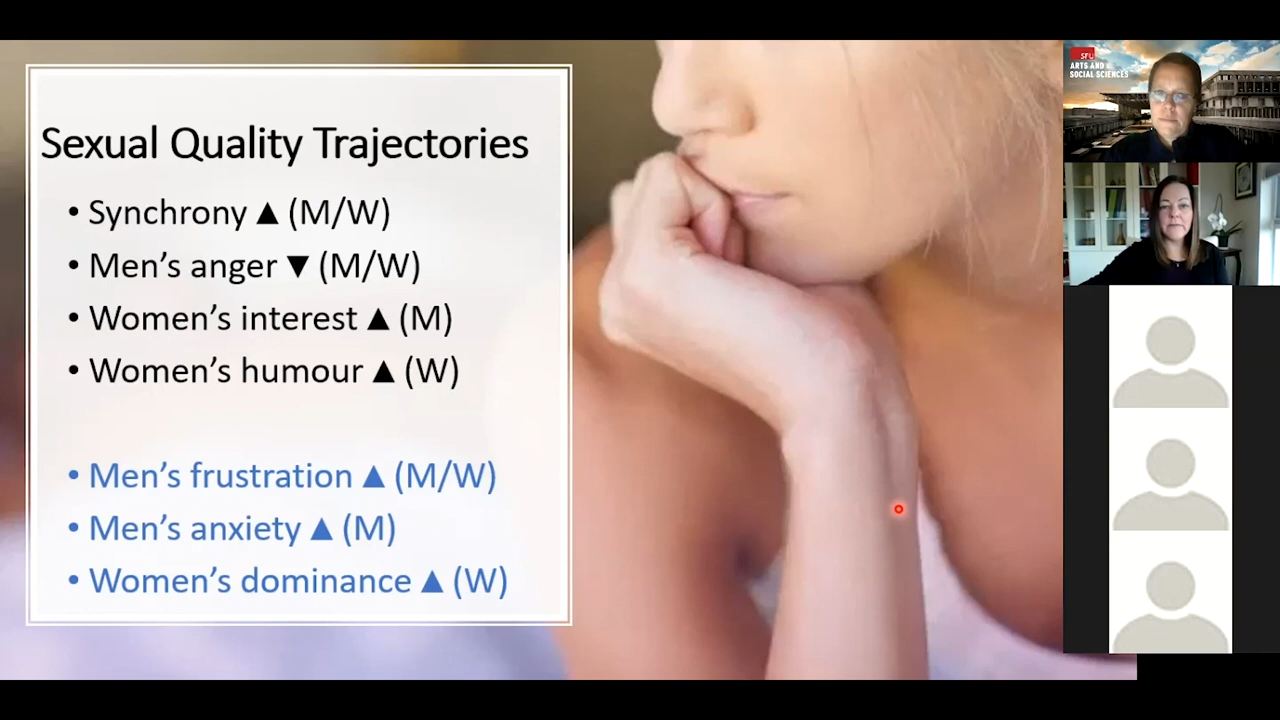 Sexual Quality Trajectories
• Synchrony ▲ (M/W)
• Men's anger ▼ (M/W)
• Women's interest ▲ (M)
• Women's humour ▲ (W)
• Men's frustration ▲ (M/W)
• Men's anxiety ▲ (M)
• Women's dominance ▲ (W)
SFU
ARTS AND
SOCIAL SCIENCES